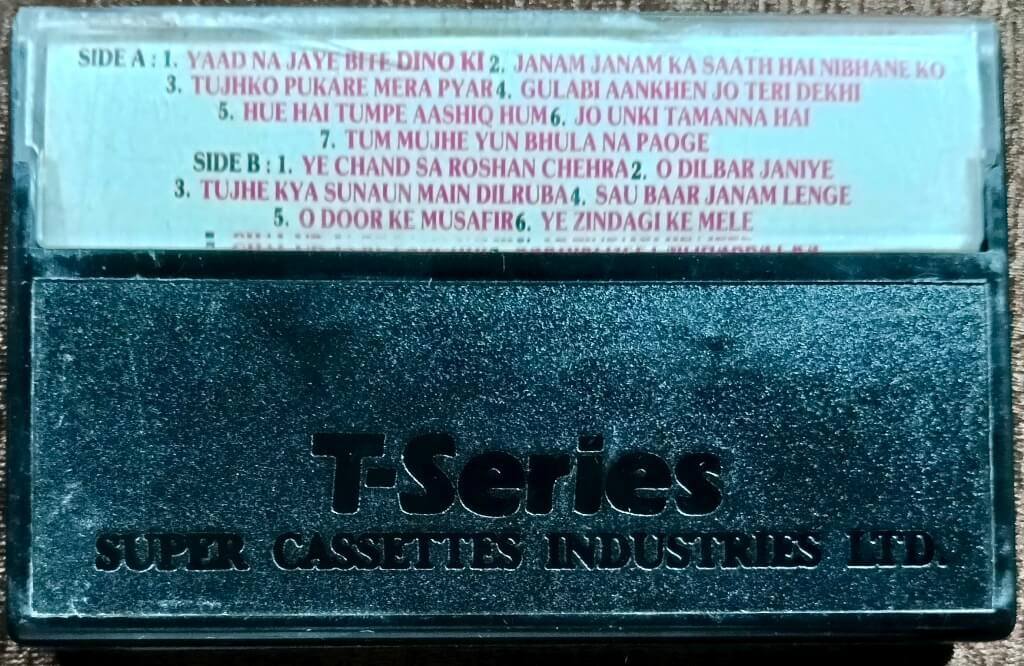 SIDE A : 1. YAAD NA JAYE BITE DINO KI 2. JANAM JANAM KA SAATH HAI NIBHANE KO
3. TUJHKO PUKARE MERA PYAR 4. GULABI AANKHEN JO TERI DEKHI
5. HUE HAI TUMPE AASHIQ HUM 6. JO UNKI TAMANNA HAI
7. TUM MUJHE YUN BHULA NA PAOGE
SIDE B : 1. YE CHAND SA ROSHAN CHEHRA 2. O DILBAR JANIYE
3. TUJHE KYA SUNAUN MAIN DILRUBA 4. SAU BAAR JANAM LENGE
5. O DOOR KE MUSAFIR 6. YE ZINDAGI KE MELE
T-Series
SUPER CASSETTES INDUSTRIES LTD.